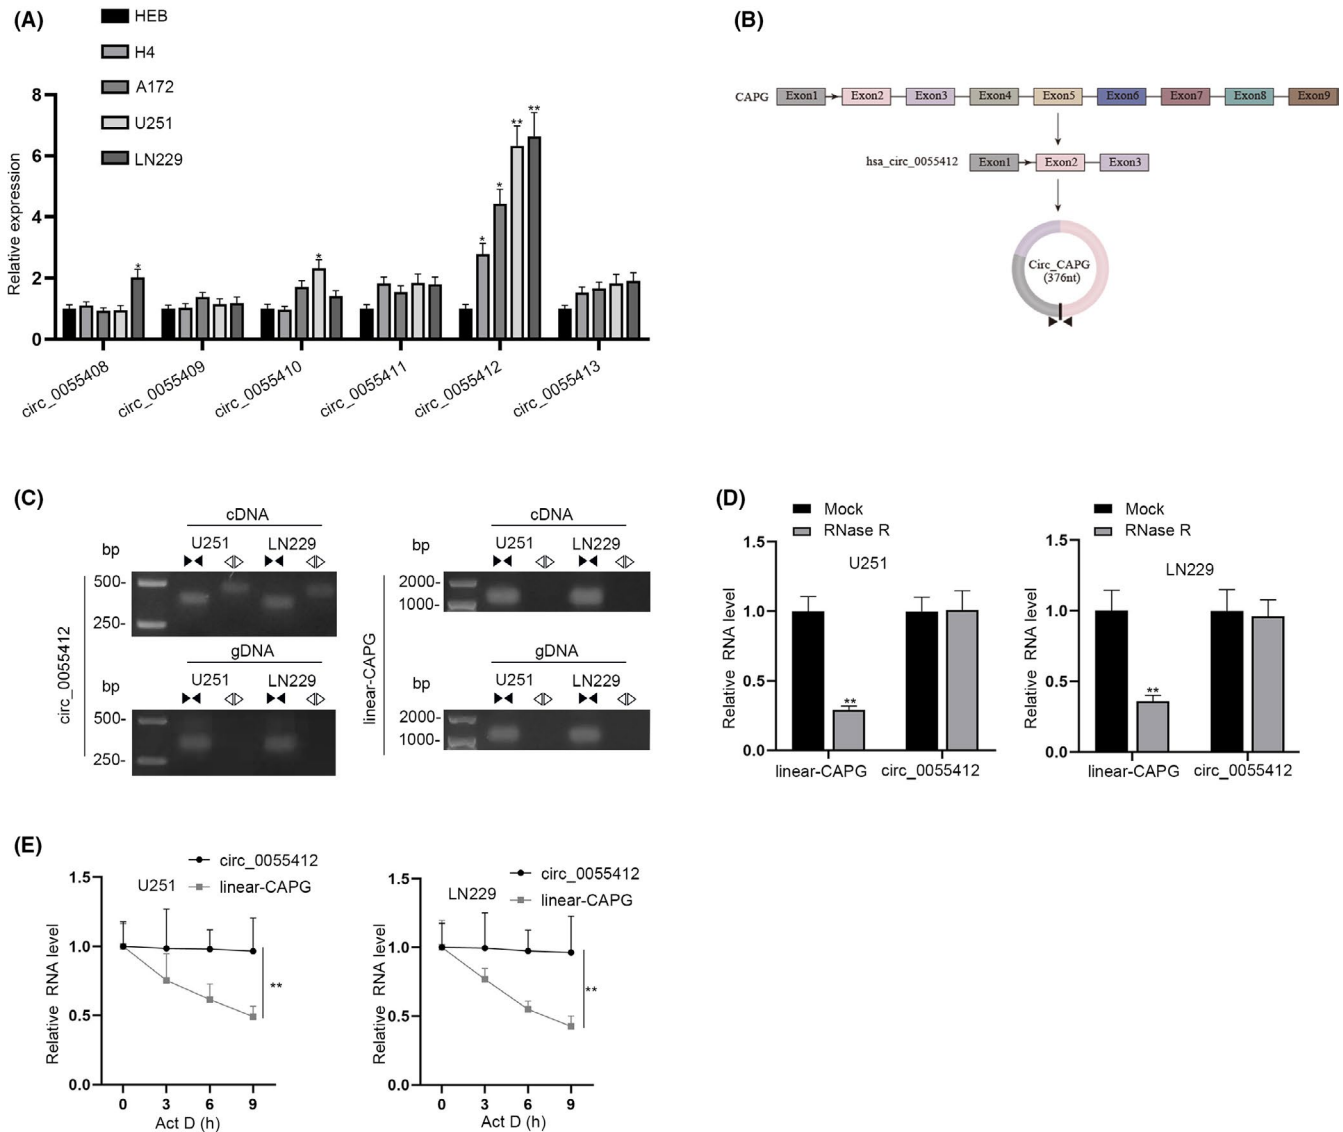 (A)
HEB
H4
A172
U251
LN229
Relative expression
8
6
4
2
0
circ_0055408
circ_0055409
circ_0055410
circ_0055411
circ_0055412
circ_0055413
*
*
*
*
**
**
(B)
CAPG
Exon1
Exon2
Exon3
Exon4
Exon5
Exon6
Exon7
Exon8
Exon9
hsa_circ_0055412
Exon1
Exon2
Exon3
Circ_CAPG
(376nt)
(C)
cDNA
U251
LN229
bp
500-
250-
circ_0055412
gDNA
U251
LN229
bp
500-
250-
cDNA
U251
LN229
bp
2000-
1000-
linear-CAPG
gDNA
U251
LN229
bp
2000-
1000-
(D)
Mock
RNase R
U251
Relative RNA level
1.5
1.0
0.5
0.0
**
linear-CAPG
circ_0055412
Mock
RNase R
LN229
Relative RNA level
1.5
1.0
0.5
0.0
**
linear-CAPG
circ_0055412
(E)
circ_0055412
linear-CAPG
U251
Relative RNA level
1.5
1.0
0.5
0.0
**
0
3
6
9
Act D (h)
circ_0055412
linear-CAPG
LN229
Relative RNA level
1.5
1.0
0.5
0.0
**
0
3
6
9
Act D (h)